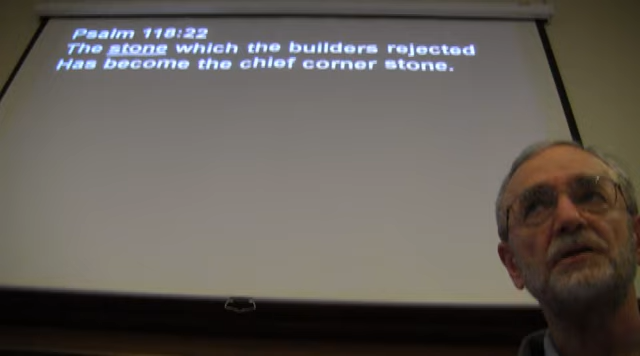 Psalm 118:22
The stone which the builders rejected
Has become the chief corner stone.